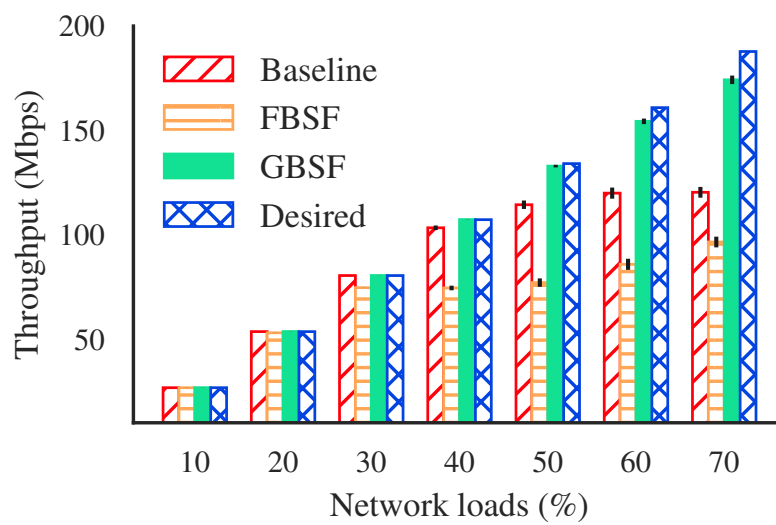 200
150
100
50
Throughput (Mbps)
Baseline
FBSF
GBSF
Desired
10 20 30 40 50 60 70
Network loads (%)